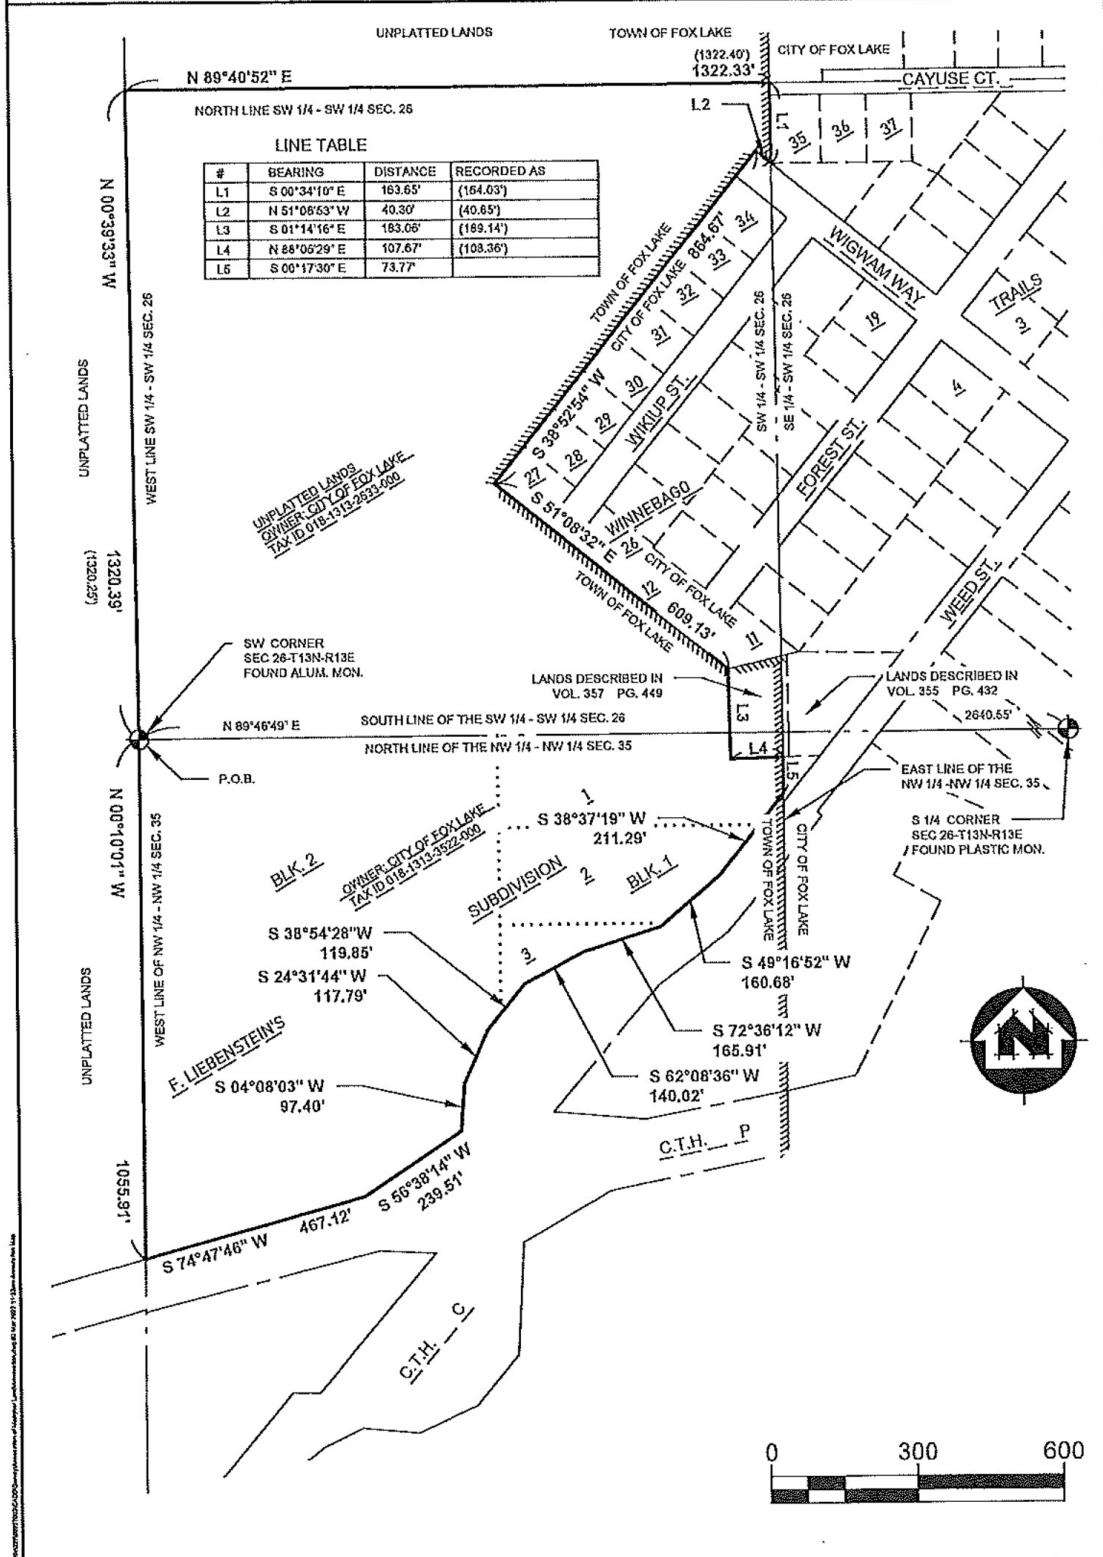 UNPLATTED LANDS
TOWN OF FOX LAKE
(1322.40')
1322.33'
CITY OF FOX LAKE
N 89°40'52" E
CAYUSE CT.
NORTH LINE SW 1/4 - SW 1/4 SEC. 26
L2
L1
35
36
37
LINE TABLE
# BEARING DISTANCE RECORDED AS
L1 S 00°34'10" E 163.65' (164.03')
L2 N 51°06'53" W 40.30' (40.65')
L3 S 01°14'16" E 183.06' (189.14')
L4 N 88°06'29" E 107.67' (108.36')
L5 S 00°17'30" E 73.77'
N 00°39'33" W
WEST LINE SW 1/4 - SW 1/4 SEC. 26
UNPLATTED LANDS
1320.39'
(1320.25')
TOWN OF FOX LAKE
CITY OF FOX LAKE
S 38°52'54" W 864.67'
34
33
32
31
30
29
28
27
WIGWAM WAY
WIKIUP ST.
SW 1/4 - SW 1/4 SEC. 26
SE 1/4 - SW 1/4 SEC. 26
19
TRAILS
3
4
FOREST ST.
WEED ST.
UNPLATTED LANDS
OWNER: CITY OF FOX LAKE
TAX ID 018-1313-2633-000
WINNEBAGO
26
12
11
S 51°08'32" E 609.13'
CITY OF FOX LAKE
TOWN OF FOX LAKE
SW CORNER
SEC 26-T13N-R13E
FOUND ALUM. MON.
LANDS DESCRIBED IN
VOL. 357 PG. 449
LANDS DESCRIBED IN
VOL. 355 PG. 432
2640.55'
N 89°46'49" E
SOUTH LINE OF THE SW 1/4 - SW 1/4 SEC. 26
NORTH LINE OF THE NW 1/4 - NW 1/4 SEC. 35
L3
L4
L5
P.O.B.
EAST LINE OF THE
NW 1/4 -NW 1/4 SEC. 35
S 1/4 CORNER
SEC 26-T13N-R13E
FOUND PLASTIC MON.
N 00°10'01" W
WEST LINE OF NW 1/4 - NW 1/4 SEC. 35
1
S 38°37'19" W
211.29'
TOWN OF FOX LAKE
CITY OF FOX LAKE
BLK. 2
OWNER: CITY OF FOX LAKE
TAX ID 018-1313-3522-000
SUBDIVISION
2
BLK. 1
S 38°54'28" W
119.85'
3
S 49°16'52" W
160.68'
S 24°31'44" W
117.79'
UNPLATTED LANDS
S 72°36'12" W
165.91'
F. LIEBENSTEIN'S
S 04°08'03" W
97.40'
S 62°08'36" W
140.02'
N
C.T.H. P
1055.91'
S 56°38'14" W
239.51'
S 74°47'46" W 467.12'
C.T.H. C
0 300 600